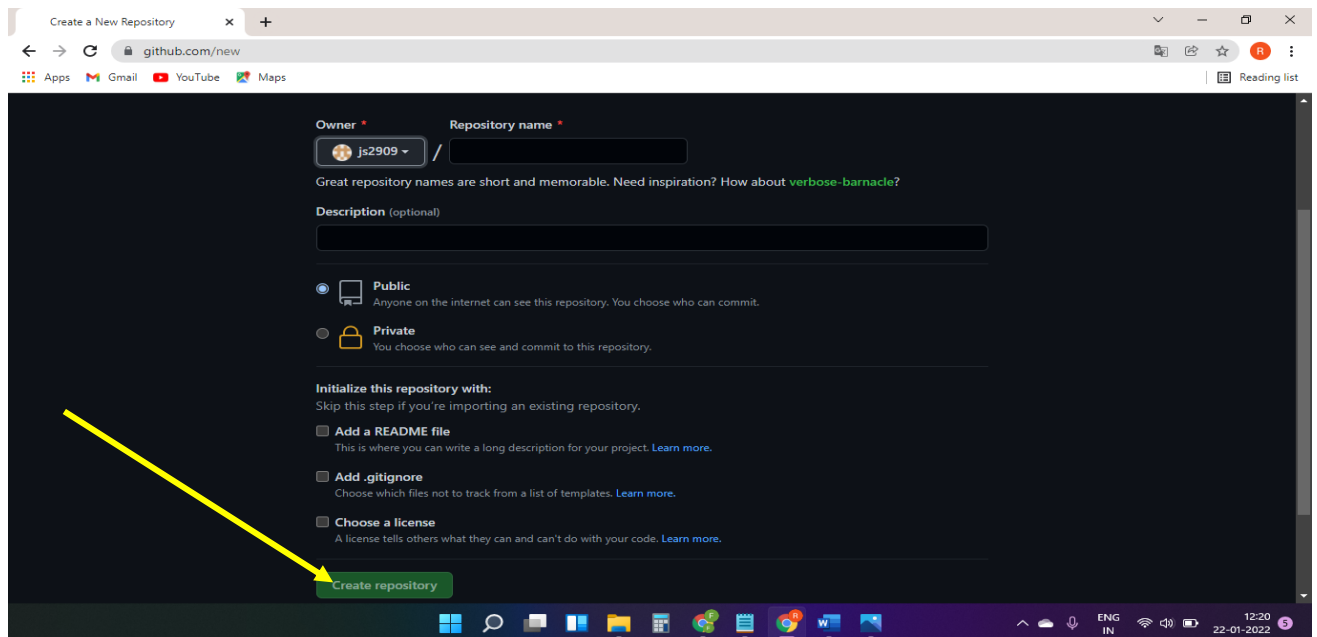 Create a New Repository
github.com/new
R
Apps Gmail YouTube Maps Reading list
Owner * Repository name *
js2909 /
Great repository names are short and memorable. Need inspiration? How about verbose-barnacle?
Description (optional)
Public
Anyone on the internet can see this repository. You choose who can commit.
Private
You choose who can see and commit to this repository.
Initialize this repository with:
Skip this step if you're importing an existing repository.
Add a README file
This is where you can write a long description for your project. Learn more.
Add .gitignore
Choose which files not to track from a list of templates. Learn more.
Choose a license
A license tells others what they can and can't do with your code. Learn more.
Create repository
ENG
IN
12:20
22-01-2022
5